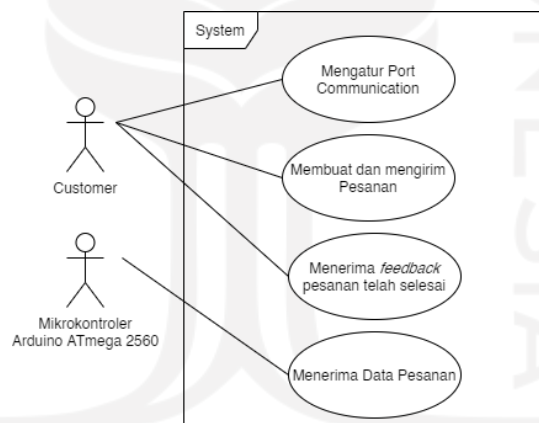 System
Mengatur Port
Communication
Membuat dan mengirim
Pesanan
Customer
Menerima feedback
pesanan telah selesai
Mikrokontroler
Arduino ATmega 2560
Menerima Data Pesanan